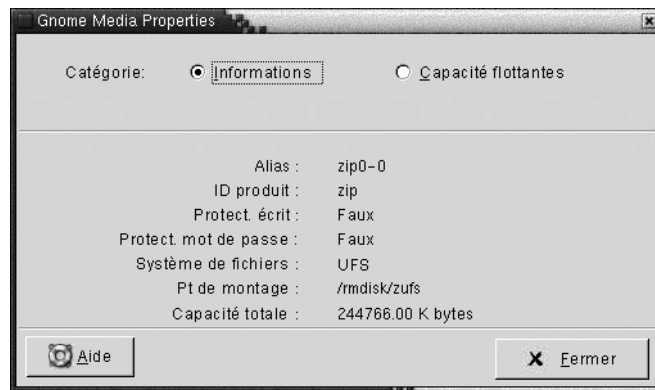 Gnome Media Properties
Catégorie: Informations Capacité flottantes
Alias : zip0-0
ID produit : zip
Protect. écrit : Faux
Protect. mot de passe : Faux
Système de fichiers : UFS
Pt de montage : /rmdisk/zufs
Capacité totale : 244766.00 K bytes
Aide Fermer